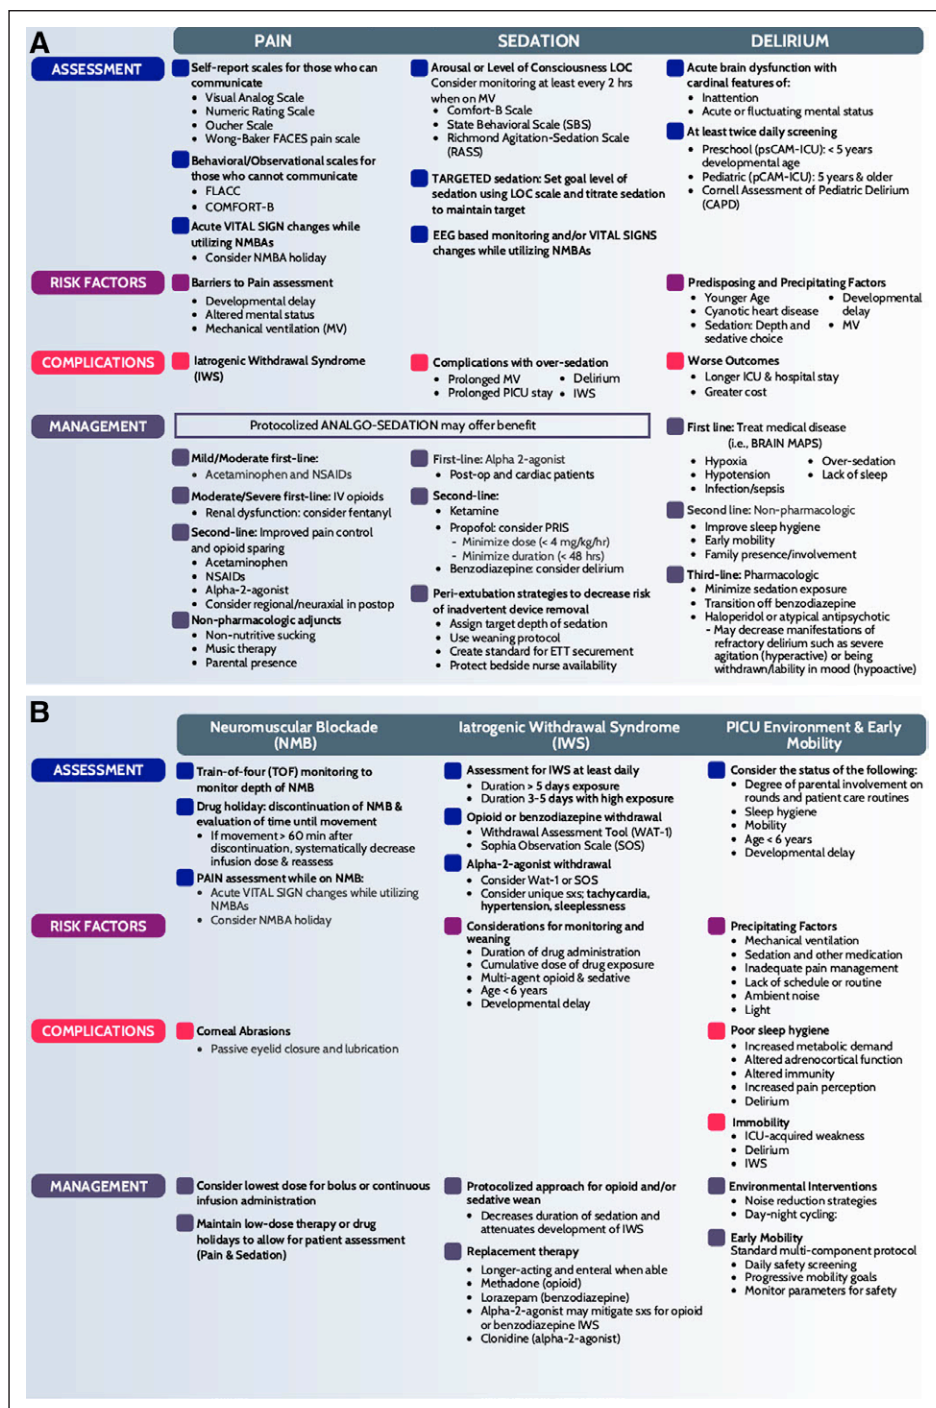 A
PAIN
SEDATION
DELIRIUM
ASSESSMENT
Self-report scales for those who can
communicate
• Visual Analog Scale
• Numeric Rating Scale
• Oucher Scale
• Wong-Baker FACES pain scale
Behavioral/Observational scales for
those who cannot communicate
• FLACC
• COMFORT-B
Acute VITAL SIGN changes while
utilizing NMBAs
• Consider NMBA holiday
Arousal or Level of Consciousness LOC
Consider monitoring at least every 2 hrs
when on MV
• Comfort-B Scale
• State Behavioral Scale (SBS)
• Richmond Agitation-Sedation Scale
(RASS)
TARGETED sedation: Set goal level of
sedation using LOC scale and titrate sedation
to maintain target
EEG based monitoring and/or VITAL SIGNS
changes while utilizing NMBAs
Acute brain dysfunction with
cardinal features of:
• Inattention
• Acute or fluctuating mental status
At least twice daily screening
• Preschool (psCAM-ICU): < 5 years
developmental age
• Pediatric (pCAM-ICU): 5 years & older
• Cornell Assessment of Pediatric Delirium
(CAPD)
RISK FACTORS
Barriers to Pain assessment
• Developmental delay
• Altered mental status
• Mechanical ventilation (MV)
Predisposing and Precipitating Factors
• Younger Age
• Cyanotic heart disease
• Sedation: Depth and
sedative choice
• Developmental
delay
• MV
COMPLICATIONS
Iatrogenic Withdrawal Syndrome
(IWS)
Complications with over-sedation
• Prolonged MV
• Prolonged PICU stay
• Delirium
• IWS
Worse Outcomes
• Longer ICU & hospital stay
• Greater cost
MANAGEMENT
Protocolized ANALGO-SEDATION may offer benefit
Mild/Moderate first-line:
• Acetaminophen and NSAIDs
Moderate/Severe first-line: IV opioids
• Renal dysfunction: consider fentanyl
Second-line: Improved pain control
and opioid sparing
• Acetaminophen
• NSAIDs
• Alpha-2-agonist
• Consider regional/neuraxial in postop
Non-pharmacologic adjuncts
• Non-nutritive sucking
• Music therapy
• Parental presence
First-line: Alpha 2-agonist
• Post-op and cardiac patients
Second-line:
• Ketamine
• Propofol: consider PRIS
- Minimize dose (< 4 mg/kg/hr)
- Minimize duration (< 48 hrs)
• Benzodiazepine: consider delirium
Peri-extubation strategies to decrease risk
of inadvertent device removal
• Assign target depth of sedation
• Use weaning protocol
• Create standard for ETT securement
• Protect bedside nurse availability
First line: Treat medical disease
(i.e., BRAIN MAPS)
• Hypoxia
• Hypotension
• Infection/sepsis
• Over-sedation
• Lack of sleep
Second line: Non-pharmacologic
• Improve sleep hygiene
• Early mobility
• Family presence/involvement
Third-line: Pharmacologic
• Minimize sedation exposure
• Transition off benzodiazepine
• Haloperidol or atypical antipsychotic
- May decrease manifestations of
refractory delirium such as severe
agitation (hyperactive) or being
withdrawn/lability in mood (hypoactive)
B
Neuromuscular Blockade
(NMB)
Iatrogenic Withdrawal Syndrome
(IWS)
PICU Environment & Early
Mobility
ASSESSMENT
Train-of-four (TOF) monitoring to
monitor depth of NMB
Drug holiday: discontinuation of NMB &
evaluation of time until movement
• If movement > 60 min after
discontinuation, systematically decrease
infusion dose & reassess
PAIN assessment while on NMB:
• Acute VITAL SIGN changes while utilizing
NMBAs
• Consider NMBA holiday
Assessment for IWS at least daily
• Duration > 5 days exposure
• Duration 3-5 days with high exposure
Opioid or benzodiazepine withdrawal
• Withdrawal Assessment Tool (WAT-1)
• Sophia Observation Scale (SOS)
Alpha-2-agonist withdrawal
• Consider Wat-1 or SOS
• Consider unique sxs; tachycardia,
hypertension, sleeplessness
Consider the status of the following:
• Degree of parental involvement on
rounds and patient care routines
• Sleep hygiene
• Mobility
• Age < 6 years
• Developmental delay
RISK FACTORS
Considerations for monitoring and
weaning
• Duration of drug administration
• Cumulative dose of drug exposure
• Multi-agent opioid & sedative
• Age < 6 years
• Developmental delay
Precipitating Factors
• Mechanical ventilation
• Sedation and other medication
• Inadequate pain management
• Lack of schedule or routine
• Ambient noise
• Light
COMPLICATIONS
Corneal Abrasions
• Passive eyelid closure and lubrication
Poor sleep hygiene
• Increased metabolic demand
• Altered adrenocortical function
• Altered immunity
• Increased pain perception
• Delirium
Immobility
• ICU-acquired weakness
• Delirium
• IWS
MANAGEMENT
Consider lowest dose for bolus or continuous
infusion administration
Maintain low-dose therapy or drug
holidays to allow for patient assessment
(Pain & Sedation)
Protocolized approach for opioid and/or
sedative wean
• Decreases duration of sedation and
attenuates development of IWS
Replacement therapy
• Longer-acting and enteral when able
• Methadone (opioid)
• Lorazepam (benzodiazepine)
• Alpha-2-agonist may mitigate sxs for opioid
or benzodiazepine IWS
• Clonidine (alpha-2-agonist)
Environmental Interventions
• Noise reduction strategies
• Day-night cycling:
Early Mobility
Standard multi-component protocol
• Daily safety screening
• Progressive mobility goals
• Monitor parameters for safety